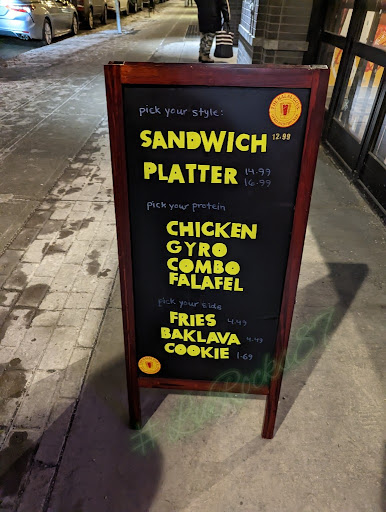 pick your style:
SANDWICH 12.99
PLATTER 14.99
16.99
pick your protein
CHICKEN
GYRO
COMBO
FALAFEL
pick your side
FRIES 4.49
BAKLAVA 4.49
COOKIE 1.69